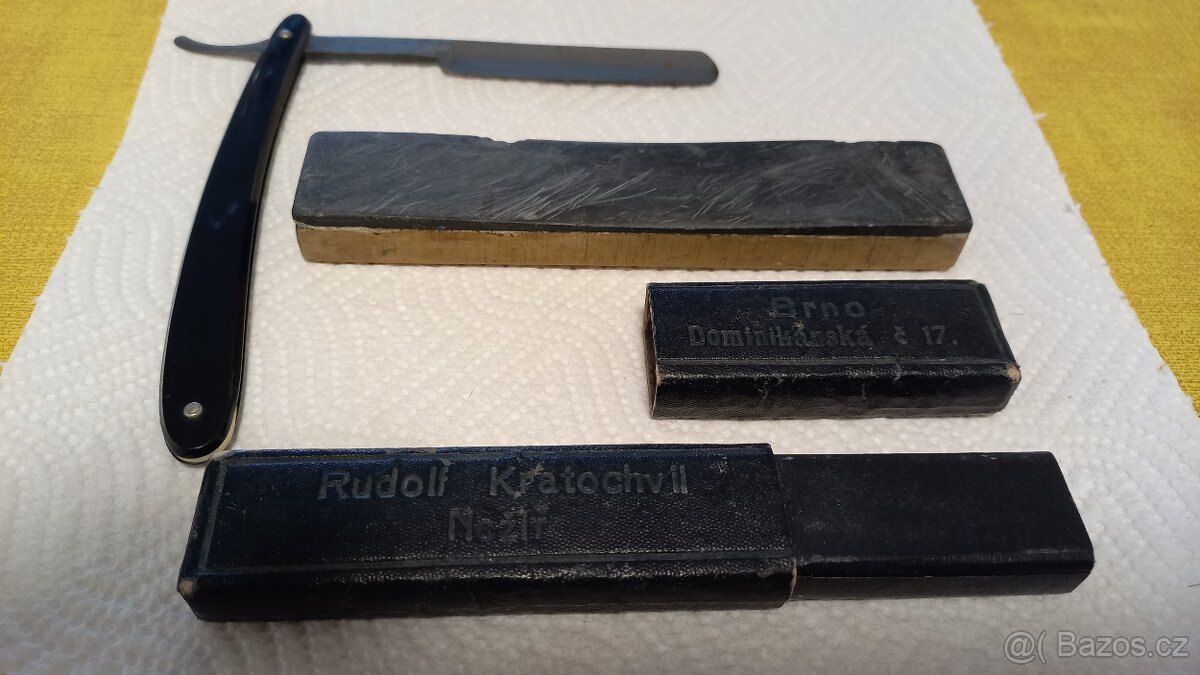 Brno
Dominikánská č 17.
Rudolf Kratochvil
Nožíř
@( Bazos.cz